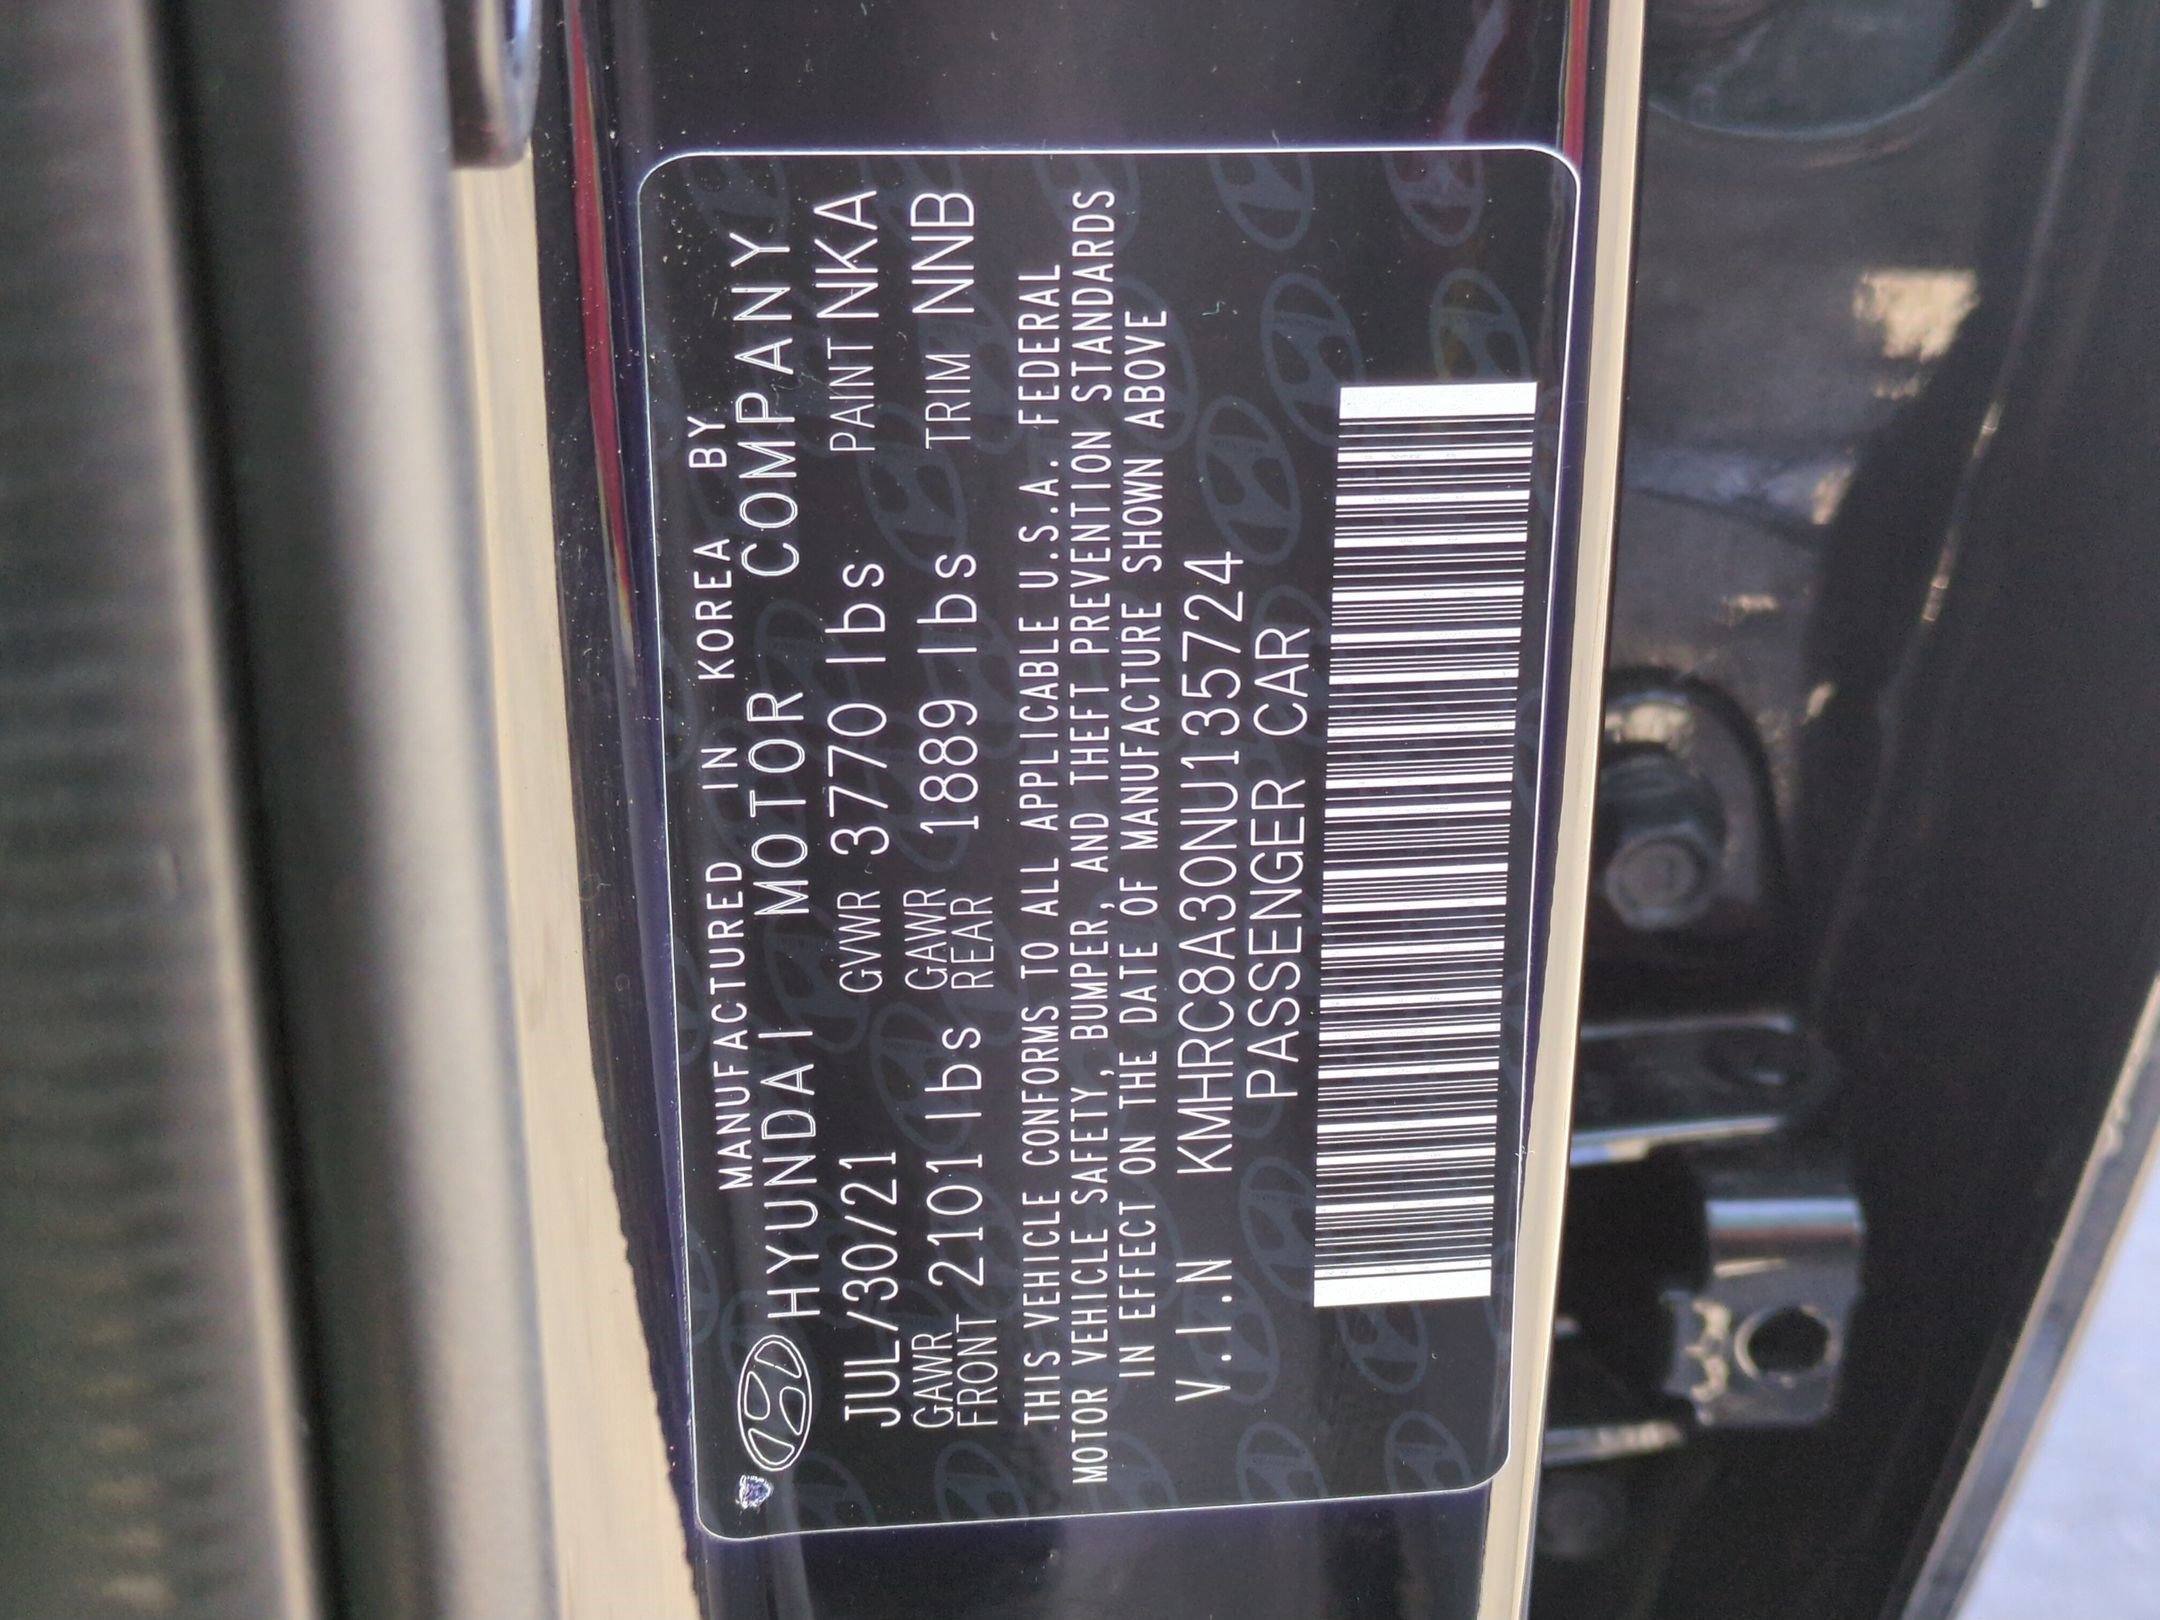 MANUFACTURED IN KOREA BY
HYUNDAI MOTOR COMPANY
JUL/30/21 GVWR 3770 lbs PAINT NKA
GAWR FRONT 2101 lbs GAWR REAR 1889 lbs TRIM NNB
THIS VEHICLE CONFORMS TO ALL APPLICABLE U.S.A. FEDERAL
MOTOR VEHICLE SAFETY, BUMPER, AND THEFT PREVENTION STANDARDS
IN EFFECT ON THE DATE OF MANUFACTURE SHOWN ABOVE
V.I.N KMHRC8A30NU135724
PASSENGER CAR